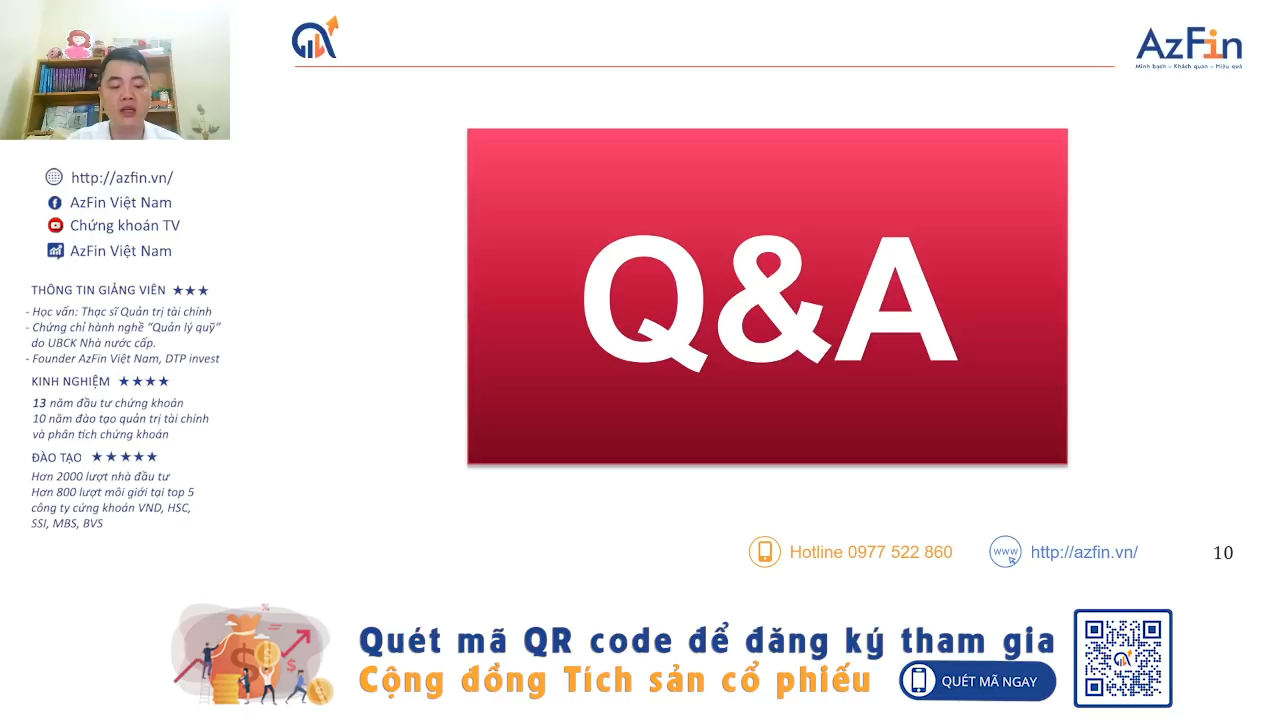 AzFin
Minh bạch – Khách quan – Hiệu quả
http://azfin.vn/
AzFin Việt Nam
Chứng khoán TV
AzFin Việt Nam
THÔNG TIN GIẢNG VIÊN ★★★
- Học vấn: Thạc sĩ Quản trị tài chính
- Chứng chỉ hành nghề “Quản lý quỹ”
do UBCK Nhà nước cấp.
- Founder AzFin Việt Nam, DTP invest
KINH NGHIỆM ★★★★
13 năm đầu tư chứng khoán
10 năm đào tạo quản trị tài chính
và phân tích chứng khoán
ĐÀO TẠO ★★★★★
Hơn 2000 lượt nhà đầu tư
Hơn 800 lượt môi giới tại top 5
công ty cứng khoán VND, HSC,
SSI, MBS, BVS
Q&A
Hotline 0977 522 860
www
http://azfin.vn/
10
Quét mã QR code để đăng ký tham gia
Cộng đồng Tích sản cổ phiếu
QUÉT MÃ NGAY